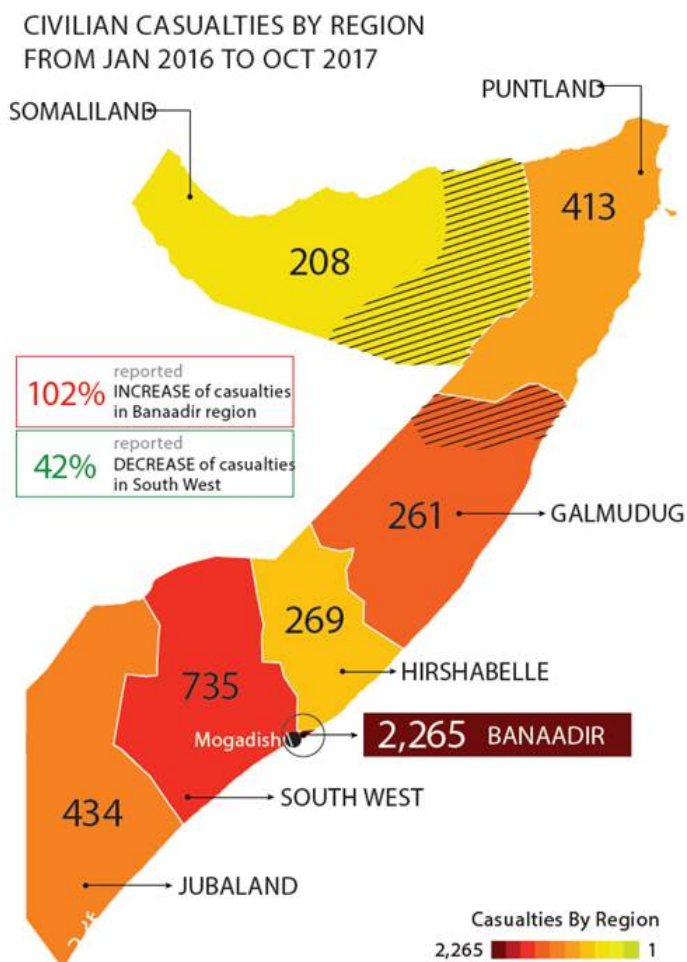 CIVILIAN CASUALTIES BY REGION
FROM JAN 2016 TO OCT 2017
PUNTLAND
SOMALILAND
413
208
102%
reported
INCREASE of casualties
in Banaadir region
42%
reported
DECREASE of casualties
in South West
261
GALMUDUG
269
HIRSHABELLE
735
Mogadish
2,265 BANAADIR
SOUTH WEST
434
JUBALAND
Casualties By Region
2,265
1